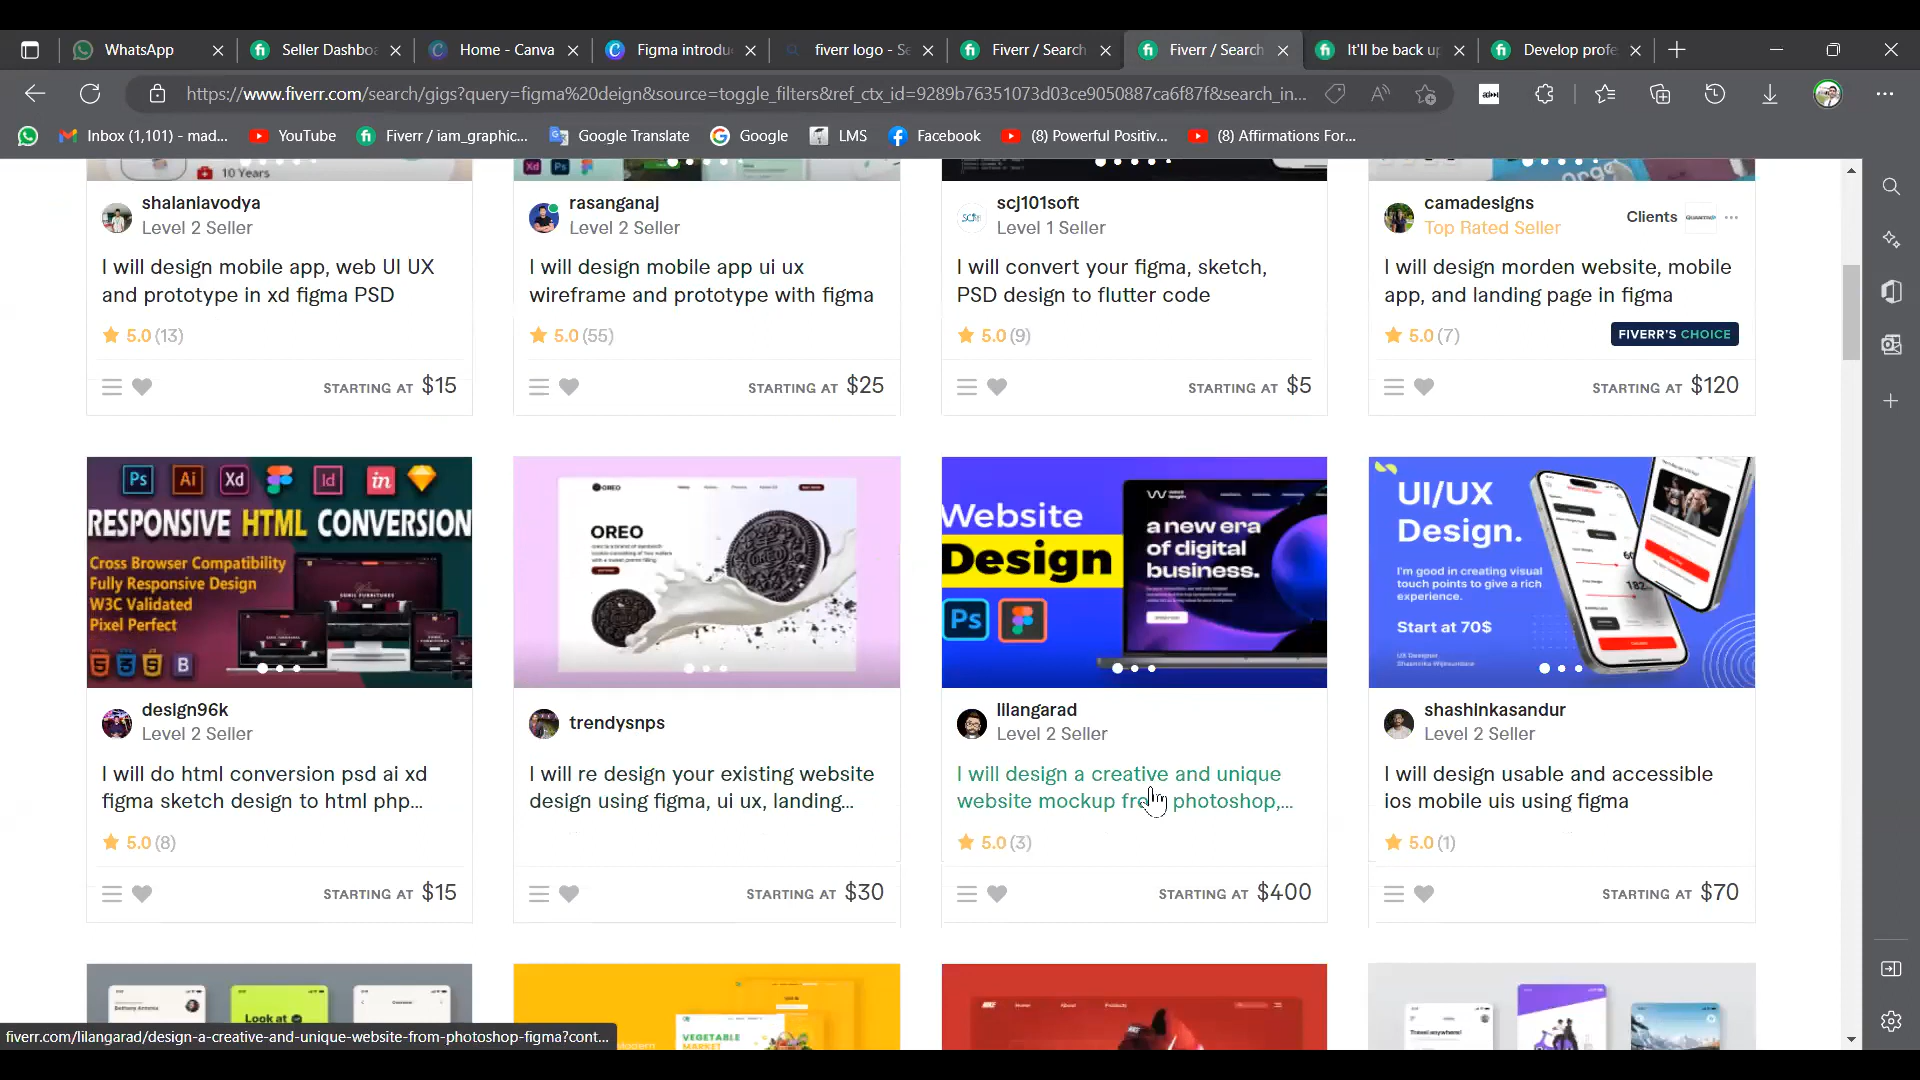 WhatsApp
Seller Dashbo
Home - Canva
Figma introdu
fiverr logo - Se
Fiverr / Search
Fiverr / Search
It'll be back up
Develop profe
https://www.fiverr.com/search/gigs?query=figma%20deign&source=toggle_filters&ref_ctx_id=9289b76351073d03ce9050887ca6f87f&search_in...
Inbox (1,101) - mad...
YouTube
Fiverr / iam_graphic...
Google Translate
Google
LMS
Facebook
(8) Powerful Positiv...
(8) Affirmations For...
10 Years
Xd Ps
shalanlavodya
Level 2 Seller
I will design mobile app, web UI UX
and prototype in xd figma PSD
5.0 (13)
STARTING AT $15
rasanganaj
Level 2 Seller
I will design mobile app ui ux
wireframe and prototype with figma
5.0 (55)
STARTING AT $25
scj101soft
Level 1 Seller
I will convert your figma, sketch,
PSD design to flutter code
5.0 (9)
STARTING AT $5
camadesigns
Top Rated Seller
Clients
I will design morden website, mobile
app, and landing page in figma
5.0 (7)
FIVERR'S CHOICE
STARTING AT $120
Ps Ai Xd Id in
RESPONSIVE HTML CONVERSION
Cross Browser Compatibility
Fully Responsive Design
W3C Validated
Pixel Perfect
B
design96k
Level 2 Seller
I will do html conversion psd ai xd
figma sketch design to html php...
5.0 (8)
STARTING AT $15
OREO
OREO
trendysnps
I will re design your existing website
design using figma, ui ux, landing...
STARTING AT $30
Website
Design
Ps
a new era
of digital
business.
lilangarad
Level 2 Seller
I will design a creative and unique
website mockup photoshop,...
5.0 (3)
STARTING AT $400
UI/UX
Design.
I'm good in creating visual
touch points to give a rich
experience.
Start at 70$
UX Designer
182
shashinkasandur
Level 2 Seller
I will design usable and accessible
ios mobile uis using figma
5.0 (1)
STARTING AT $70
Look at
VEGETABLE
MARKET
Home About Products
Travel anywhere!
fiverr.com/lilangarad/design-a-creative-and-unique-website-from-photoshop-figma?cont...